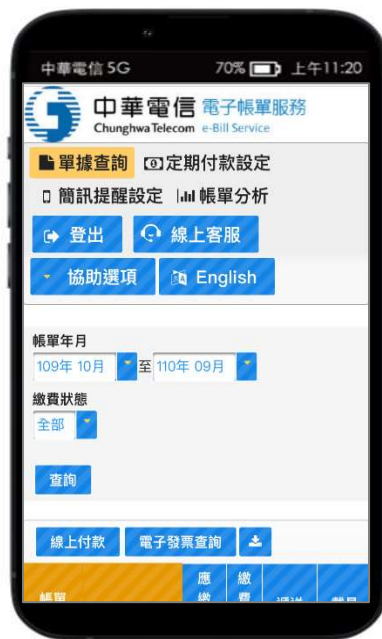 中華電信 5G 70% 上午11:20
中華電信 電子帳單服務
Chunghwa Telecom e-Bill Service
單據查詢 定期付款設定
簡訊提醒設定 帳單分析
登出 線上客服
協助選項 English
帳單年月
109年 10月 至 110年 09月
繳費狀態
全部
查詢
線上付款 電子發票查詢
應 繳
繳 費